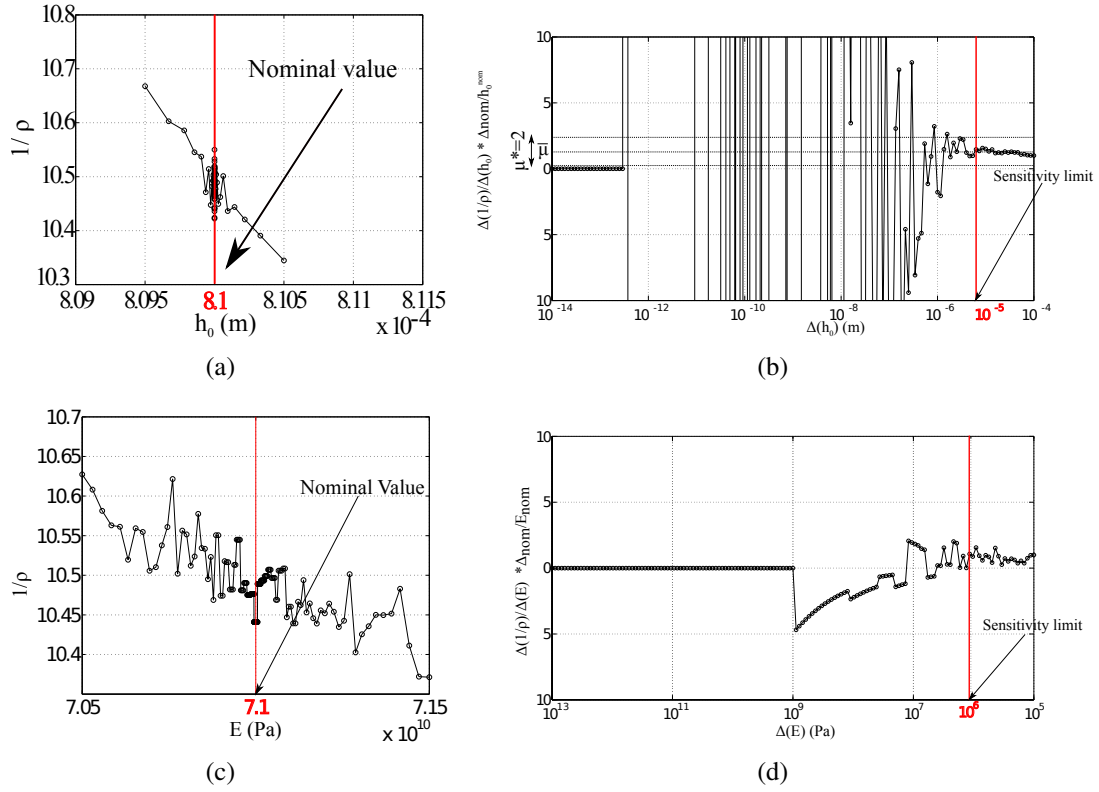 10.8
10.7
10.6
10.5
10.4
10.3
1/ ρ
Nominal value
8.09 8.095 8.1 8.105 8.11 8.115
h₀ (m) x 10⁻⁴
(a)
10
5
0
5
10
Δ(1/ρ)/Δ(h₀) * Δnom/h₀ⁿᵒᵐ
μ*=2
μ̅
Sensitivity limit
10⁻¹⁴ 10⁻¹² 10⁻¹⁰ 10⁻⁸ 10⁻⁶ 10⁻⁵ 10⁻⁴
Δ(h₀) (m)
(b)
10.7
10.6
10.55
10.5
10.45
10.4
1/ρ
Nominal Value
7.05 7.1 7.15
E (Pa) x 10¹⁰
(c)
10
5
0
5
10
Δ(1/ρ)/Δ(E) *Δnom/Enom
Sensitivity limit
10¹³ 10¹¹ 10⁹ 10⁷ 10⁶ 10⁵
Δ(E) (Pa)
(d)